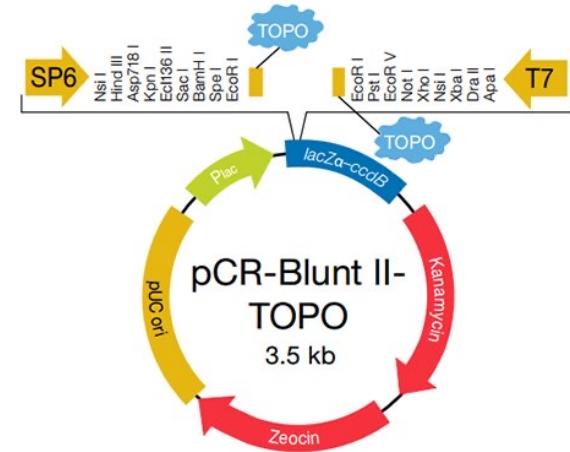 TOPO
SP6
Nsi I
Hind III
Asp718 I
Kpn I
Ecl136 II
Sac I
BamH I
Spe I
EcoR I
EcoR I
Pst I
EcoR V
Not I
Xho I
Nsi I
Xba I
Dra II
Apa I
T7
TOPO
Plac
lacZα-ccdB
pUC ori
Kanamycin
pCR-Blunt II-
TOPO
3.5 kb
Zeocin